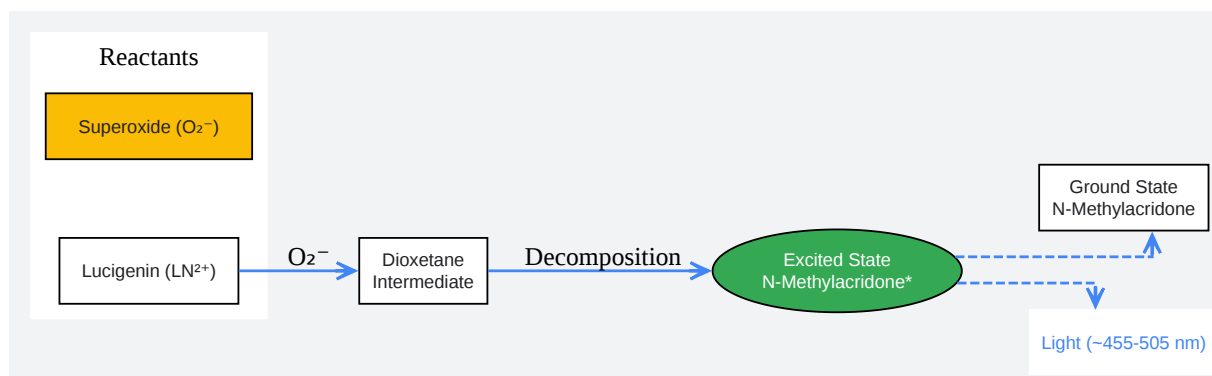 Reactants
Superoxide (O₂⁻)
Lucigenin (LN²⁺)
O₂⁻
Dioxetane
Intermediate
Decomposition
Excited State
N-Methylacridone*
Ground State
N-Methylacridone
Light (~455-505 nm)